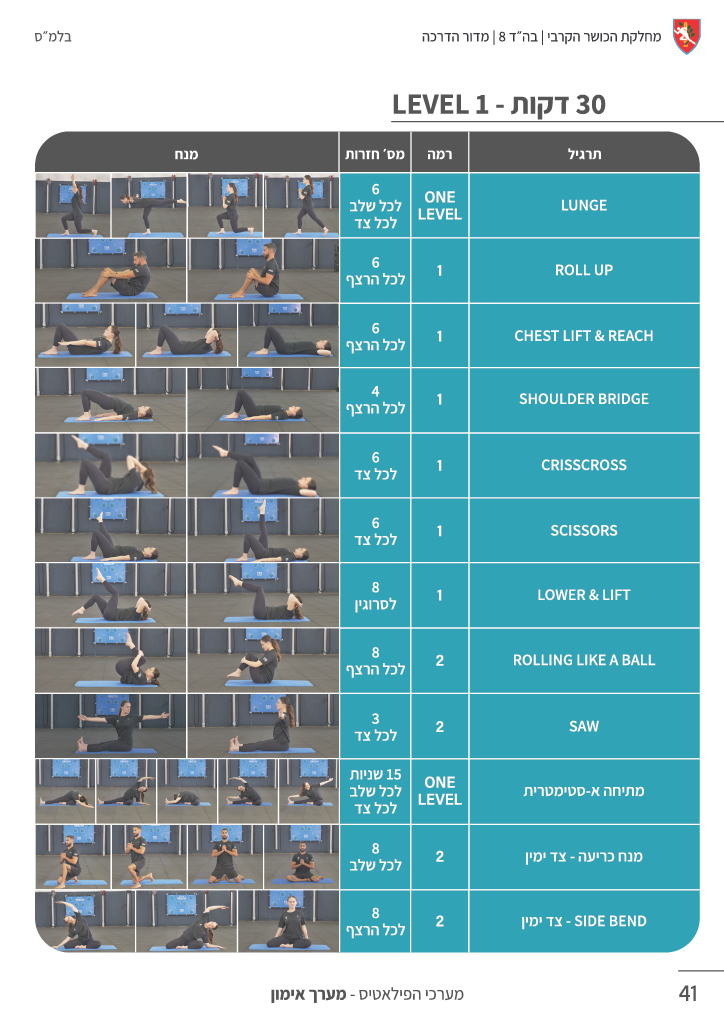 מחלקת הכושר הקרבי | בה״ד 8 | מדור הדרכה
בלמ״ס
30 דקות - LEVEL 1
תרגיל רמה מס׳ חזרות מנח
LUNGE
ONE
LEVEL
6
לכל שלב
לכל צד
ROLL UP
1
6
לכל הרצף
CHEST LIFT & REACH
1
6
לכל הרצף
SHOULDER BRIDGE
1
4
לכל הרצף
CRISSCROSS
1
6
לכל צד
SCISSORS
1
6
לכל צד
LOWER & LIFT
1
8
לסרוגין
ROLLING LIKE A BALL
2
8
לכל הרצף
SAW
2
3
לכל צד
מתיחה א-סטימטרית
ONE
LEVEL
15 שניות
לכל שלב
לכל צד
מנח כריעה - צד ימין
2
8
לכל שלב
SIDE BEND - צד ימין
2
8
לכל הרצף
מערכי הפילאטיס - מערך אימון
41